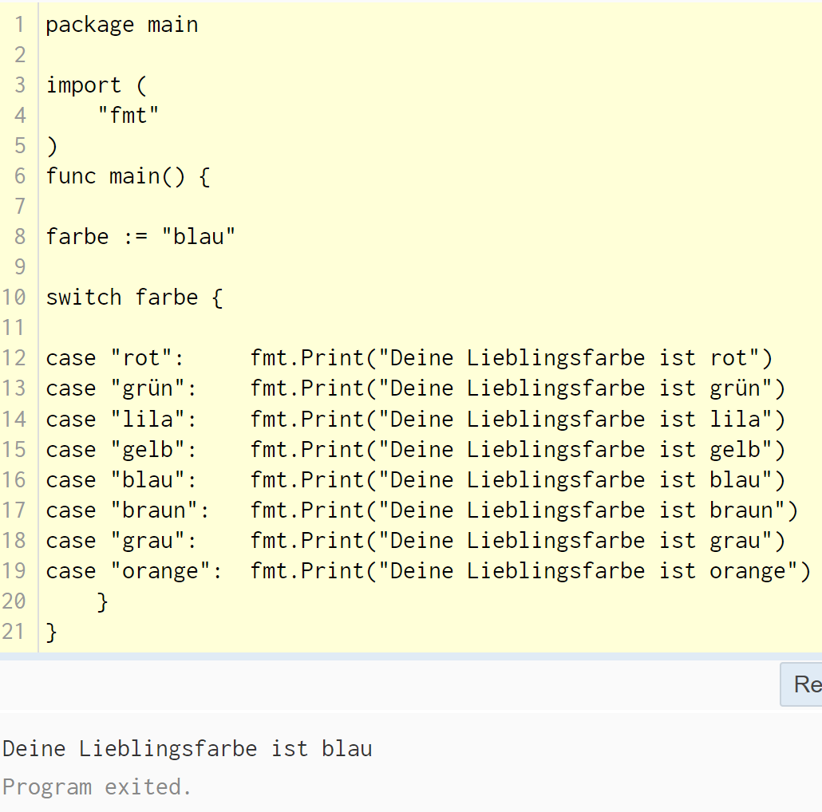 1 package main
2
3 import (
4     "fmt"
5 )
6 func main() {
7
8 farbe := "blau"
9
10 switch farbe {
11
12 case "rot":     fmt.Print("Deine Lieblingsfarbe ist rot")
13 case "grün":    fmt.Print("Deine Lieblingsfarbe ist grün")
14 case "lila":    fmt.Print("Deine Lieblingsfarbe ist lila")
15 case "gelb":    fmt.Print("Deine Lieblingsfarbe ist gelb")
16 case "blau":    fmt.Print("Deine Lieblingsfarbe ist blau")
17 case "braun":   fmt.Print("Deine Lieblingsfarbe ist braun")
18 case "grau":    fmt.Print("Deine Lieblingsfarbe ist grau")
19 case "orange":  fmt.Print("Deine Lieblingsfarbe ist orange")
20     }
21 }
Re
Deine Lieblingsfarbe ist blau
Program exited.